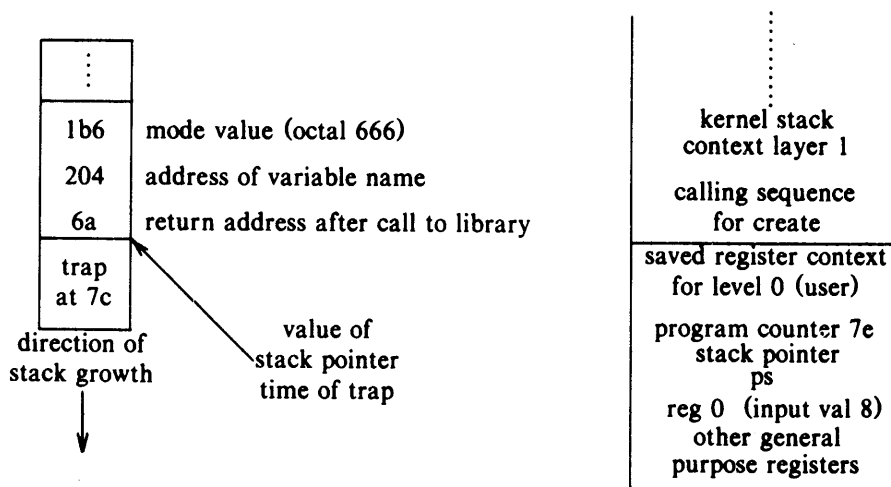 1b6 mode value (octal 666)
204 address of variable name
6a return address after call to library
trap
at 7c
direction of
stack growth
value of
stack pointer
time of trap
kernel stack
context layer 1
calling sequence
for create
saved register context
for level 0 (user)
program counter 7e
stack pointer
ps
reg 0 (input val 8)
other general
purpose registers